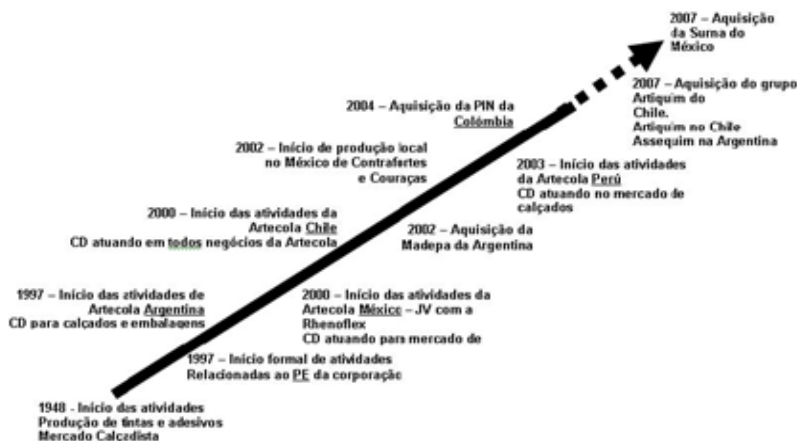 2007 – Aquisição
da Surna do
México
2007 – Aquisição do grupo
Artiquim do
Chile.
Artiquim no Chile
Assequim na Argentina
2004 – Aquisição da PIN da
Colómbia
2002 – Início de produção local
no México de Contrafortes
e Couraças
2003 – Início das atividades
da Artecola Perú
CD atuando no mercado de
calçados
2000 – Início das atividades da
Artecola Chile
CD atuando em todos negócios da Artecola
2002 – Aquisição da
Madepa da Argentina
1997 – Início das atividades de
Artecola Argentina
CD para calçados e embalagens
2000 – Início das atividades da
Artecola México – JV com a
Rhenoflex
CD atuando para mercado de
1997 – Início formal de atividades
Relacionadas ao PE da corporação
1948 - Início das atividades
Produção de tintas e adesivos
Mercado Calçadista